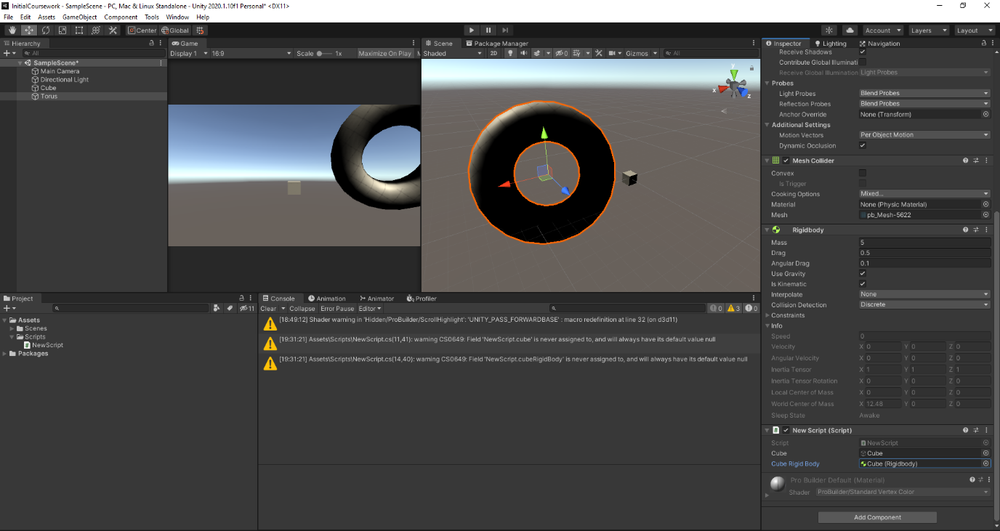 InitialCoursework - SampleScene - PC, Mac & Linux Standalone - Unity 2020.1.10f1 Personal* <DX11>
File Edit Assets GameObject Component Tools Window Help
Center Global Account Layers Layout
Hierarchy
All
SampleScene*
Main Camera
Directional Light
Cube
Torus
Game
Display 1 16:9 Scale 1x Maximize On Play
Scene Package Manager
Shaded 2D 0 Gizmos All
y
x
z
Inspector Lighting Navigation
Receive Shadows
Contribute Global Illuminati
Receive Global Illumination Light Probes
Probes
Light Probes Blend Probes
Reflection Probes Blend Probes
Anchor Override None (Transform)
Additional Settings
Motion Vectors Per Object Motion
Dynamic Occlusion
Mesh Collider
Convex
Is Trigger
Cooking Options Mixed...
Material None (Physic Material)
Mesh pb_Mesh-5622
Rigidbody
Mass 5
Drag 0.5
Angular Drag 0.1
Use Gravity
Is Kinematic
Interpolate None
Collision Detection Discrete
Constraints
Info
Speed 0
Velocity X 0 Y 0 Z 0
Angular Velocity X 0 Y 0 Z 0
Inertia Tensor X 1 Y 1 Z 1
Inertia Tensor Rotation X 0 Y 0 Z 0
Local Center of Mass X 0 Y 0 Z 0
World Center of Mass X 12.48 Y 0 Z 0
Sleep State Awake
New Script (Script)
Script NewScript
Cube Cube
Cube Rigid Body Cube (Rigidbody)
Pro Builder Default (Material)
Shader ProBuilder/Standard Vertex Color
Add Component
Project
11
Assets
Scenes
Scripts
NewScript
Packages
Console Animation Animator Profiler
Clear Collapse Error Pause Editor 0 3 0
[18:49:12] Shader warning in 'Hidden/ProBuilder/ScrollHighlight': 'UNITY_PASS_FORWARDBASE' : macro redefinition at line 32 (on d3d11)
[19:31:21] Assets\Scripts\NewScript.cs(11,41): warning CS0649: Field 'NewScript.cube' is never assigned to, and will always have its default value null
[19:31:21] Assets\Scripts\NewScript.cs(14,40): warning CS0649: Field 'NewScript.cubeRigidBody' is never assigned to, and will always have its default value null